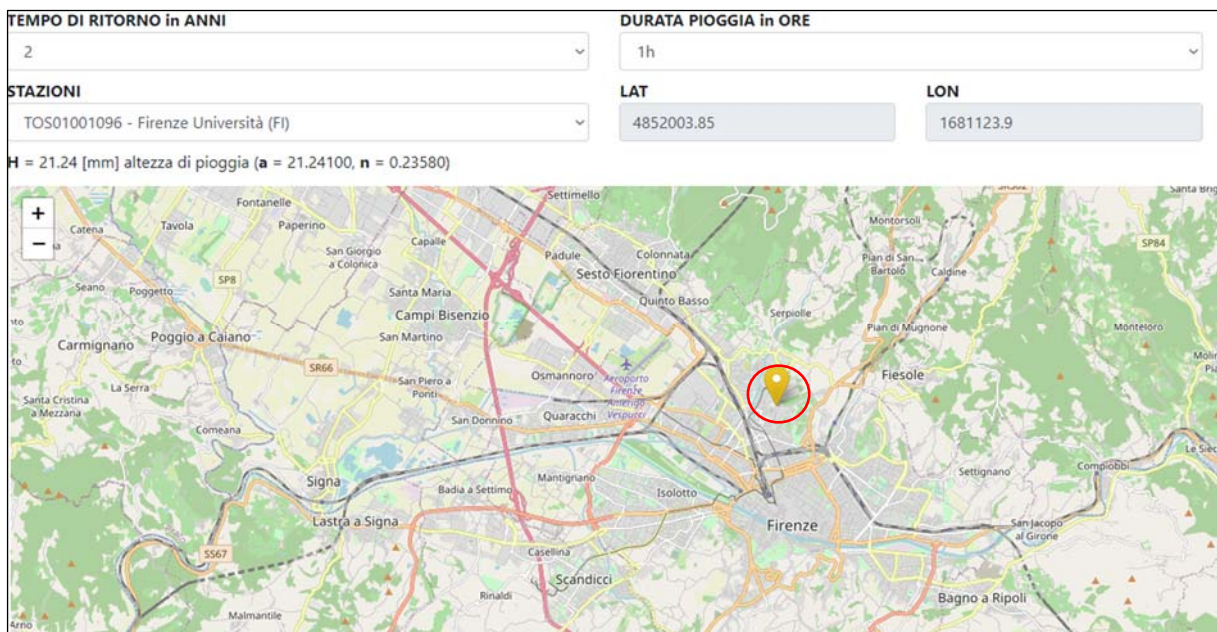 TEMPO DI RITORNO in ANNI
DURATA PIOGGIA in ORE
2
1h
STAZIONI
LAT
LON
TOS01001096 - Firenze Università (FI)
4852003.85
1681123.9
H = 21.24 [mm] altezza di pioggia (a = 21.24100, n = 0.23580)
+
−
Settimello
Santa Brig
Fontanelle
Catena
Tavola
Paperino
Montorsoli
SP84
San Giorgio
a Colonica
Capalle
Padule
Colonnata
Pian di San
Bartolo
Caldine
SP8
Sesto Fiorentino
Seano
Poggetto
Santa Maria
Quinto Basso
Campi Bisenzio
Serpiolle
Pian di Mugnone
Monteloro
Carmignano
Poggio a Caiano
San Martino
SR66
Osmannoro
Aeroporto
Firenze
Amerigo
Vespucci
Fiesole
La Serra
San Piero a
Ponti
Santa Cristina
a Mezzana
San Donnino
Quaracchi
Comeana
Le Sieci
Signa
Mantignano
Settignano
Compiobbi
Badia a Settimo
Isolotto
Lastra a Signa
Firenze
San Jacopo
al Girone
SS67
Casellina
Scandicci
Rinaldi
Bagno a Ripoli
Malmantile
Arno